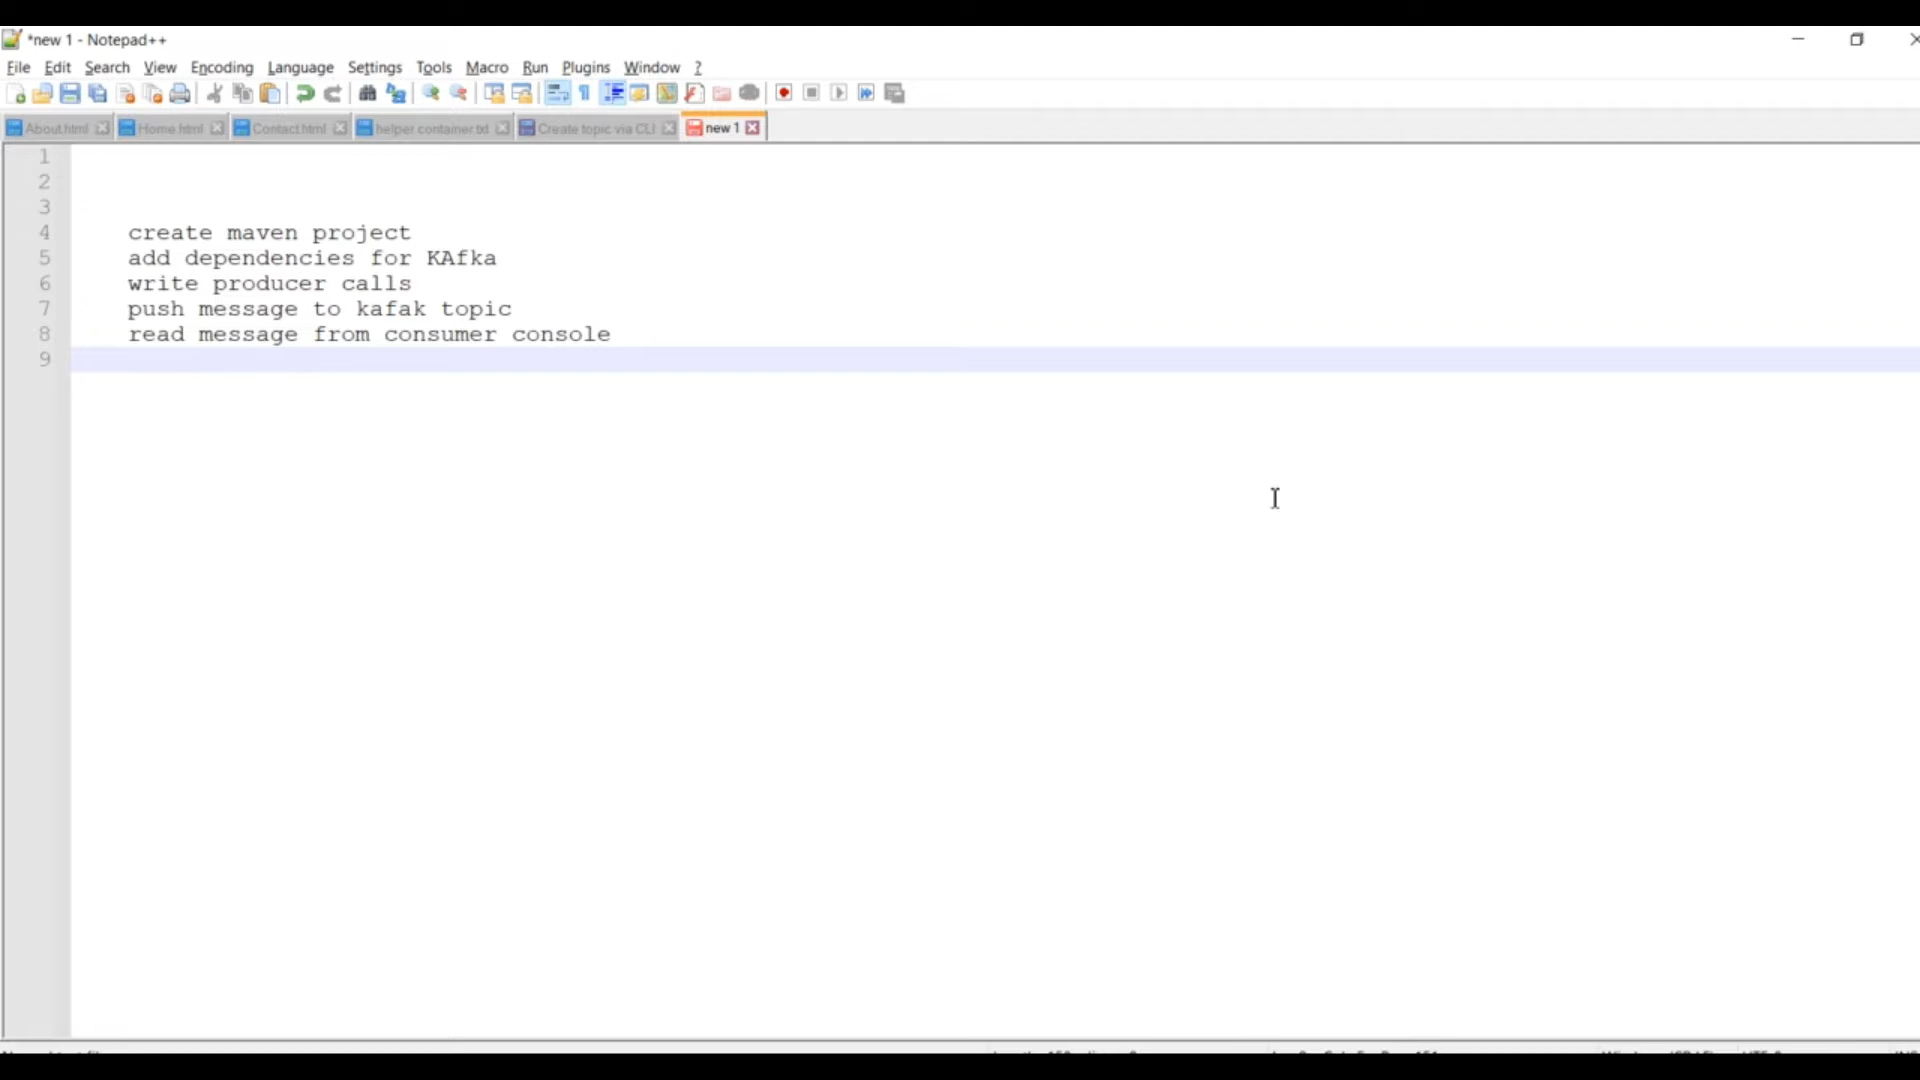 *new 1 - Notepad++
File Edit Search View Encoding Language Settings Tools Macro Run Plugins Window ?
About.html Home.html Contact.html helper container.txt Create topic via CLI new 1
1
2
3
4 create maven project
5 add dependencies for KAfka
6 write producer calls
7 push message to kafak topic
8 read message from consumer console
9